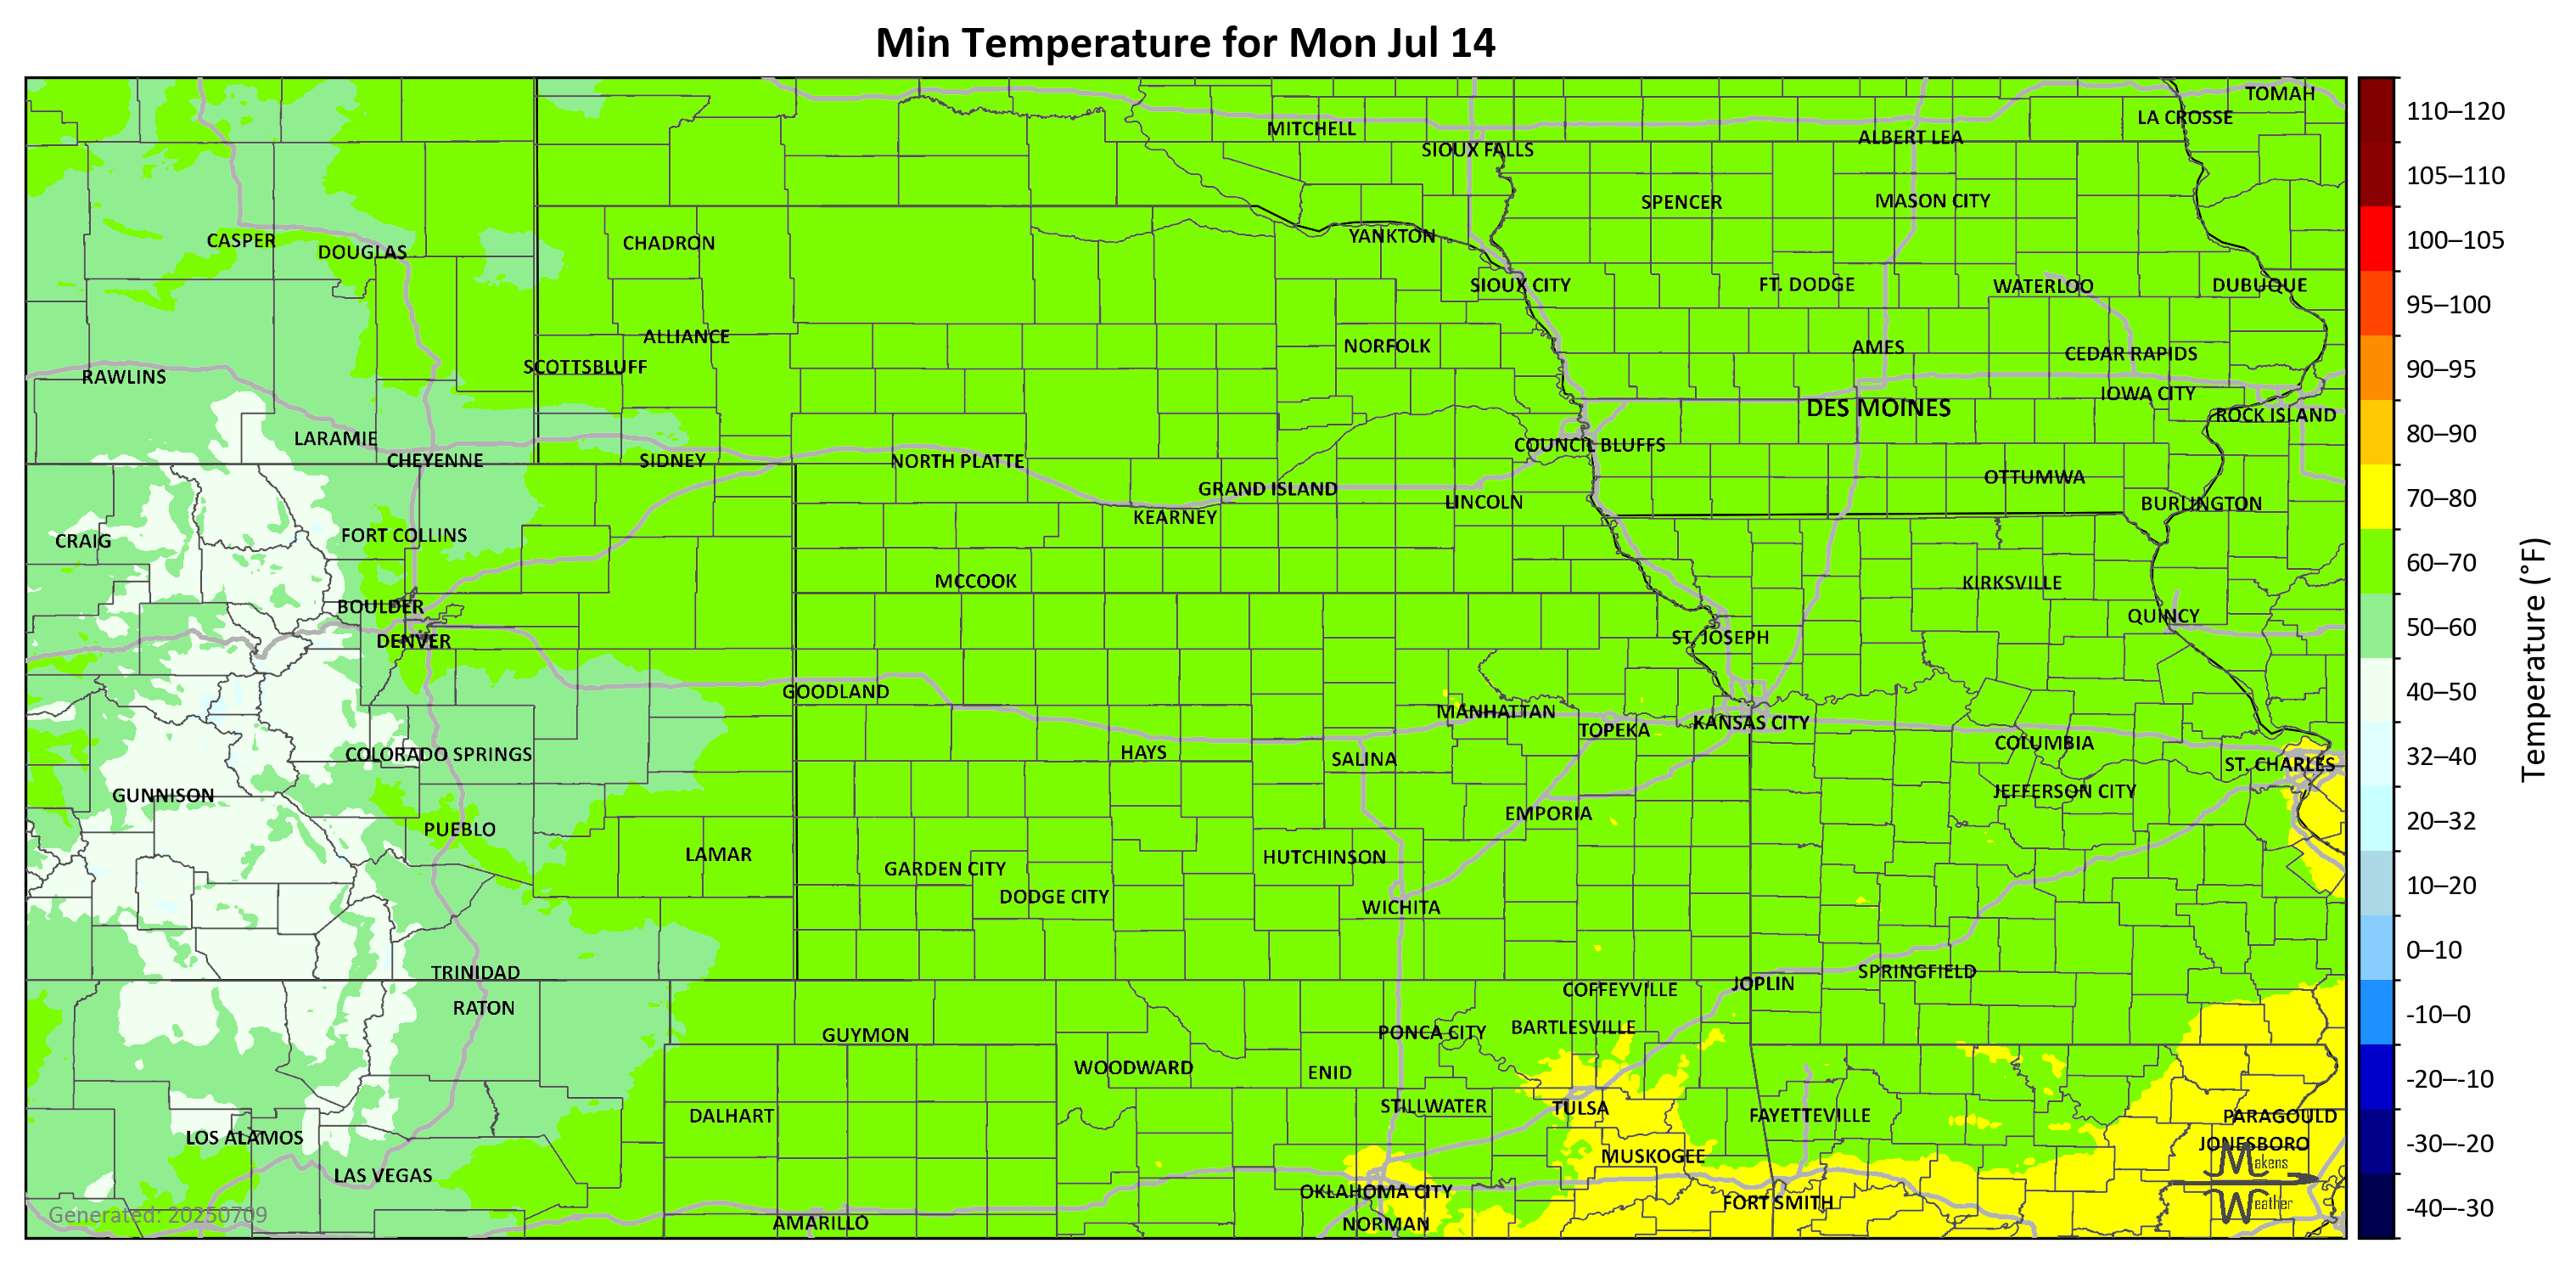 Min Temperature for Mon Jul 14
TOMAH
LA CROSSE
MITCHELL
ALBERT LEA
SIOUX FALLS
SPENCER
MASON CITY
CASPER
DOUGLAS
CHADRON
YANKTON
SIOUX CITY
FT. DODGE
WATERLOO
DUBUQUE
ALLIANCE
NORFOLK
AMES
CEDAR RAPIDS
SCOTTSBLUFF
RAWLINS
IOWA CITY
DES MOINES
ROCK ISLAND
LARAMIE
COUNCIL BLUFFS
CHEYENNE
SIDNEY
NORTH PLATTE
OTTUMWA
GRAND ISLAND
LINCOLN
BURLINGTON
KEARNEY
FORT COLLINS
CRAIG
MCCOOK
KIRKSVILLE
BOULDER
QUINCY
DENVER
ST. JOSEPH
GOODLAND
MANHATTAN
TOPEKA
KANSAS CITY
COLUMBIA
COLORADO SPRINGS
HAYS
SALINA
ST. CHARLES
GUNNISON
JEFFERSON CITY
EMPORIA
PUEBLO
LAMAR
HUTCHINSON
GARDEN CITY
DODGE CITY
WICHITA
TRINIDAD
SPRINGFIELD
JOPLIN
COFFEYVILLE
RATON
GUYMON
PONCA CITY
BARTLESVILLE
WOODWARD
ENID
STILLWATER
TULSA
DALHART
FAYETTEVILLE
PARAGOULD
LOS ALAMOS
JONESBORO
MUSKOGEE
LAS VEGAS
OKLAHOMA CITY
FORT SMITH
AMARILLO
NORMAN
Generated: 20250709
Makens
Weather
110–120
105–110
100–105
95–100
90–95
80–90
70–80
60–70
50–60
40–50
32–40
20–32
10–20
0–10
-10–0
-20–-10
-30–-20
-40–-30
Temperature (°F)